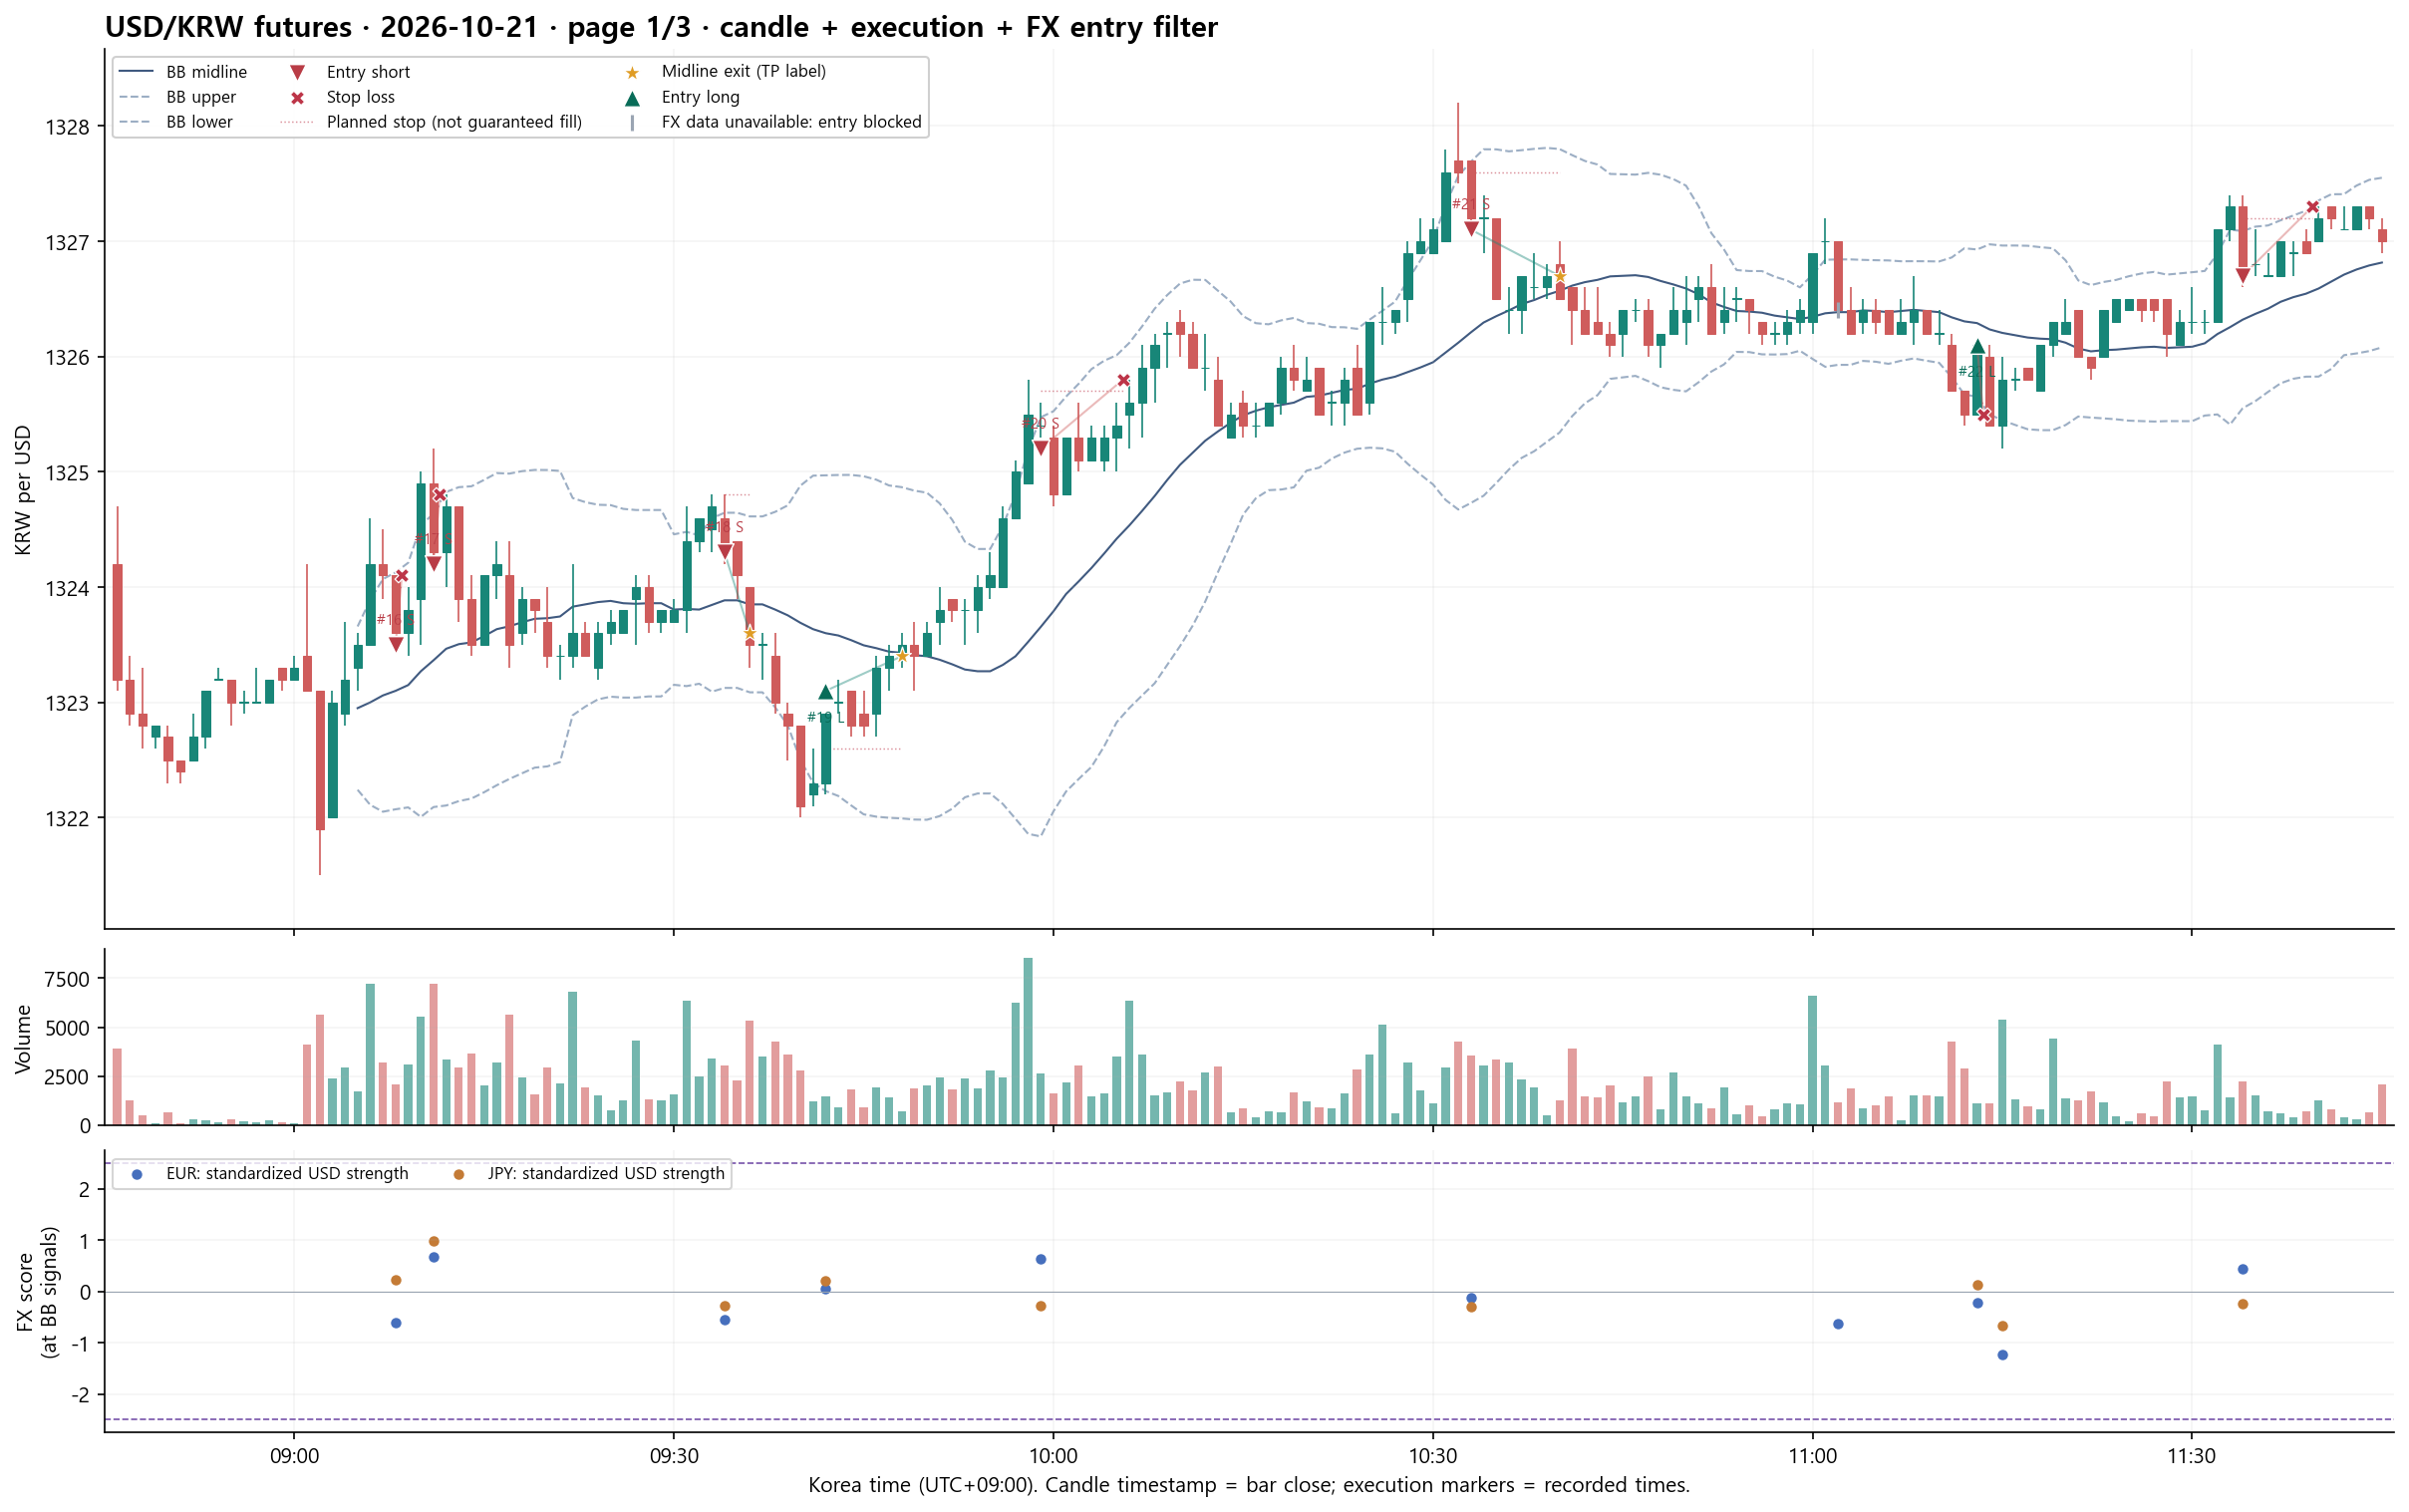 USD/KRW futures · 2026-10-21 · page 1/3 · candle + execution + FX entry filter
BB midline
BB upper
BB lower
Entry short
Stop loss
Planned stop (not guaranteed fill)
Midline exit (TP label)
Entry long
FX data unavailable: entry blocked
KRW per USD
1328
1327
1326
1325
1324
1323
1322
#18 S
#19 L
#20 S
#21 S
#22 L
Volume
7500
5000
2500
0
EUR: standardized USD strength
JPY: standardized USD strength
FX score
(at BB signals)
2
1
0
-1
-2
09:00
09:30
10:00
10:30
11:00
11:30
Korea time (UTC+09:00). Candle timestamp = bar close; execution markers = recorded times.